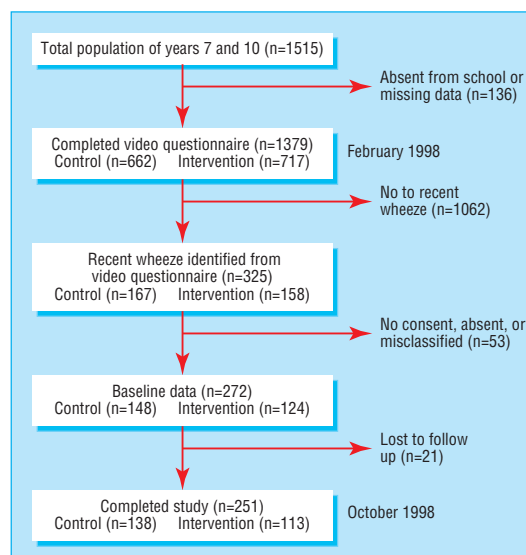 Total population of years 7 and 10 (n=1515)
Absent from school or
missing data (n=136)
Completed video questionnaire (n=1379)
Control (n=662) Intervention (n=717)
February 1998
No to recent
wheeze (n=1062)
Recent wheeze identified from
video questionnaire (n=325)
Control (n=167) Intervention (n=158)
No consent, absent, or
misclassified (n=53)
Baseline data (n=272)
Control (n=148) Intervention (n=124)
Lost to follow
up (n=21)
Completed study (n=251)
Control (n=138) Intervention (n=113)
October 1998